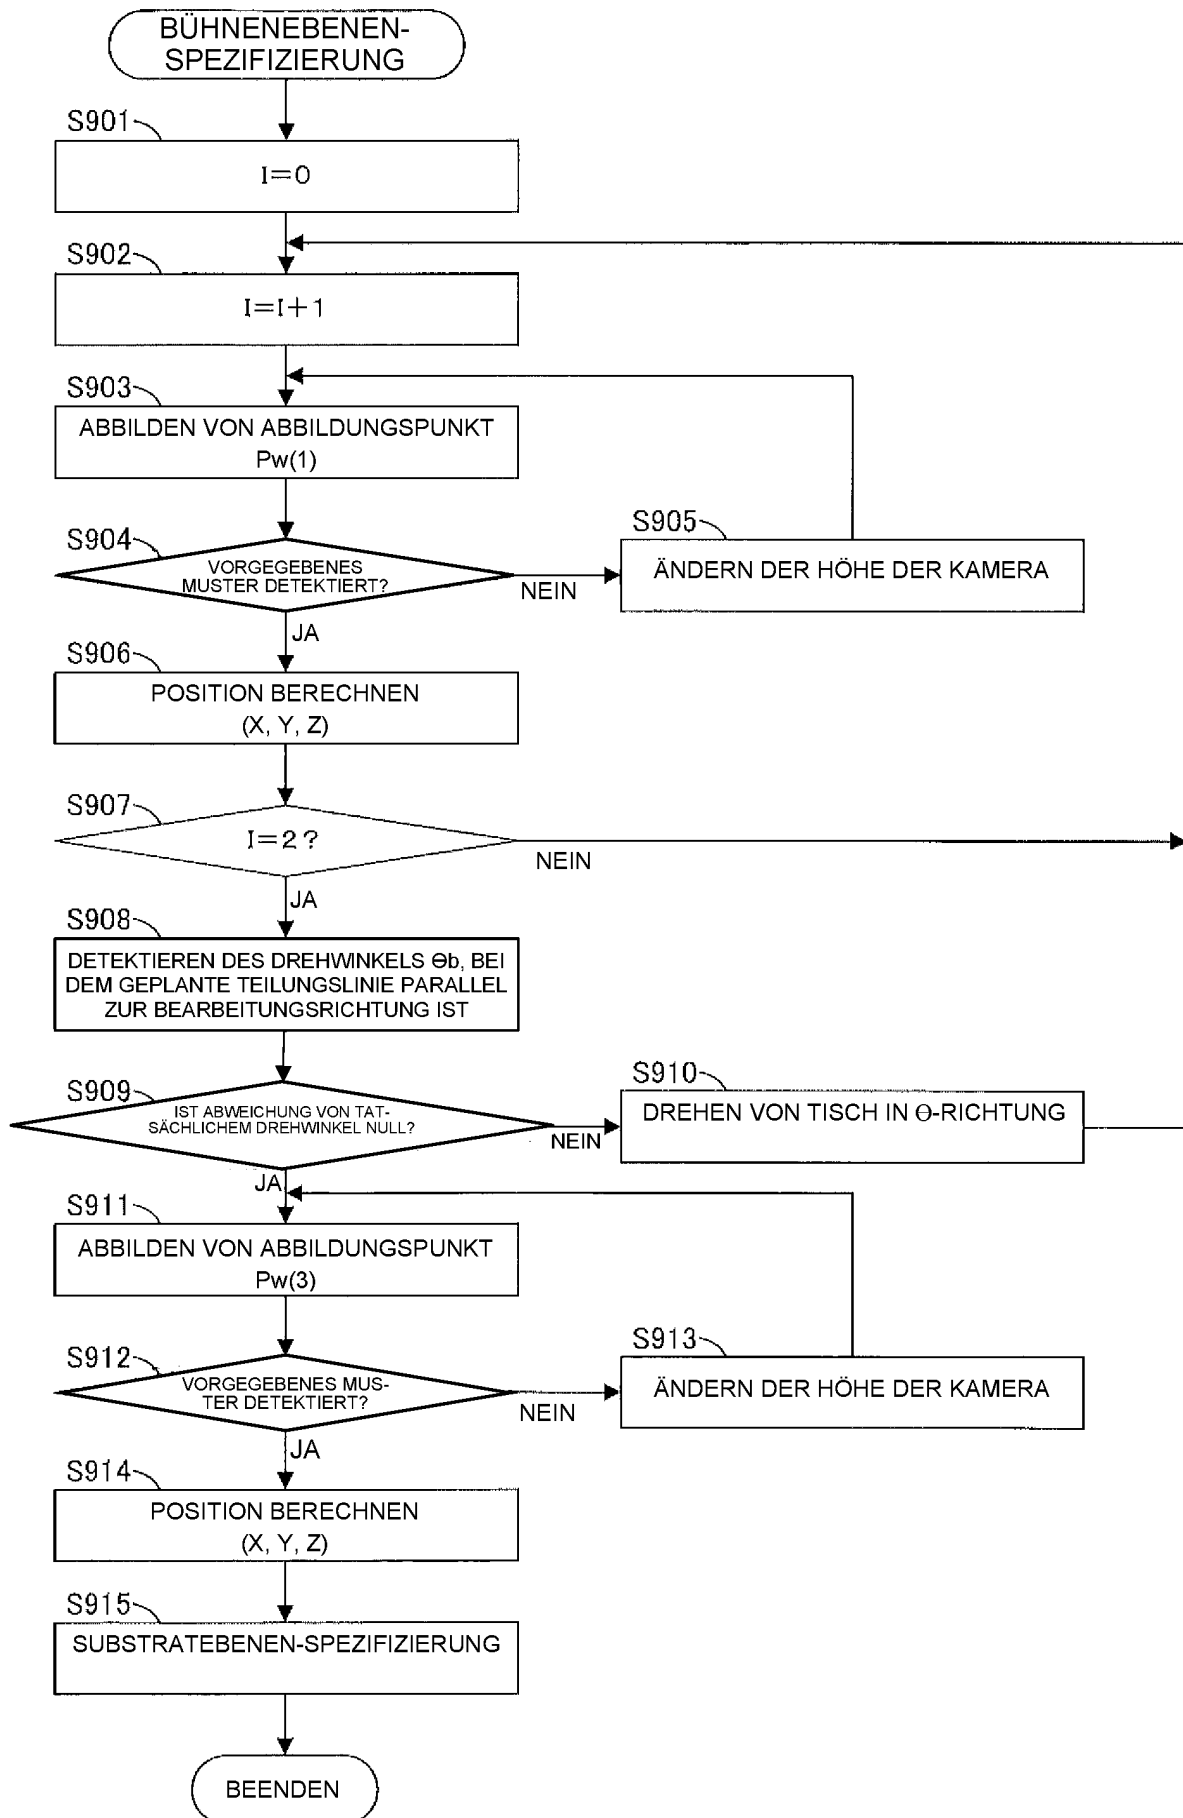 BÜHNENEBENEN-
SPEZIFIZIERUNG
S901
I=0
S902
I=I+1
S903
ABBILDEN VON ABBILDUNGSPUNKT
Pw(1)
S904
VORGEGEBENES
MUSTER DETEKTIERT?
NEIN
S905
ÄNDERN DER HÖHE DER KAMERA
JA
S906
POSITION BERECHNEN
(X, Y, Z)
S907
I=2?
NEIN
JA
S908
DETEKTIEREN DES DREHWINKELS Θb, BEI
DEM GEPLANTE TEILUNGSLINIE PARALLEL
ZUR BEARBEITUNGSRICHTUNG IST
S909
IST ABWEICHUNG VON TAT-
SÄCHLICHEM DREHWINKEL NULL?
NEIN
S910
DREHEN VON TISCH IN Θ-RICHTUNG
JA
S911
ABBILDEN VON ABBILDUNGSPUNKT
Pw(3)
S912
VORGEGEBENES MUS-
TER DETEKTIERT?
NEIN
S913
ÄNDERN DER HÖHE DER KAMERA
JA
S914
POSITION BERECHNEN
(X, Y, Z)
S915
SUBSTRATEBENEN-SPEZIFIZIERUNG
BEENDEN